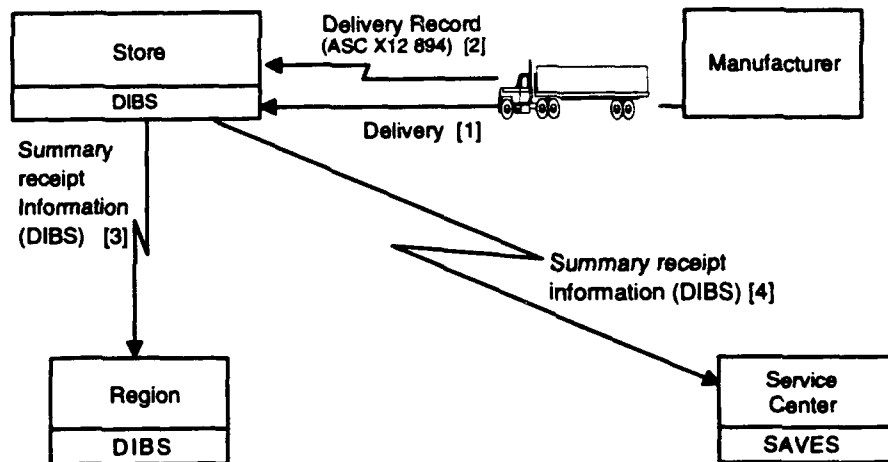 Store
DIBS
Delivery Record
(ASC X12 894) [2]
Delivery [1]
Manufacturer
Summary
receipt
Information
(DIBS) [3]
Summary receipt
information (DIBS) [4]
Region
DIBS
Service
Center
SAVES